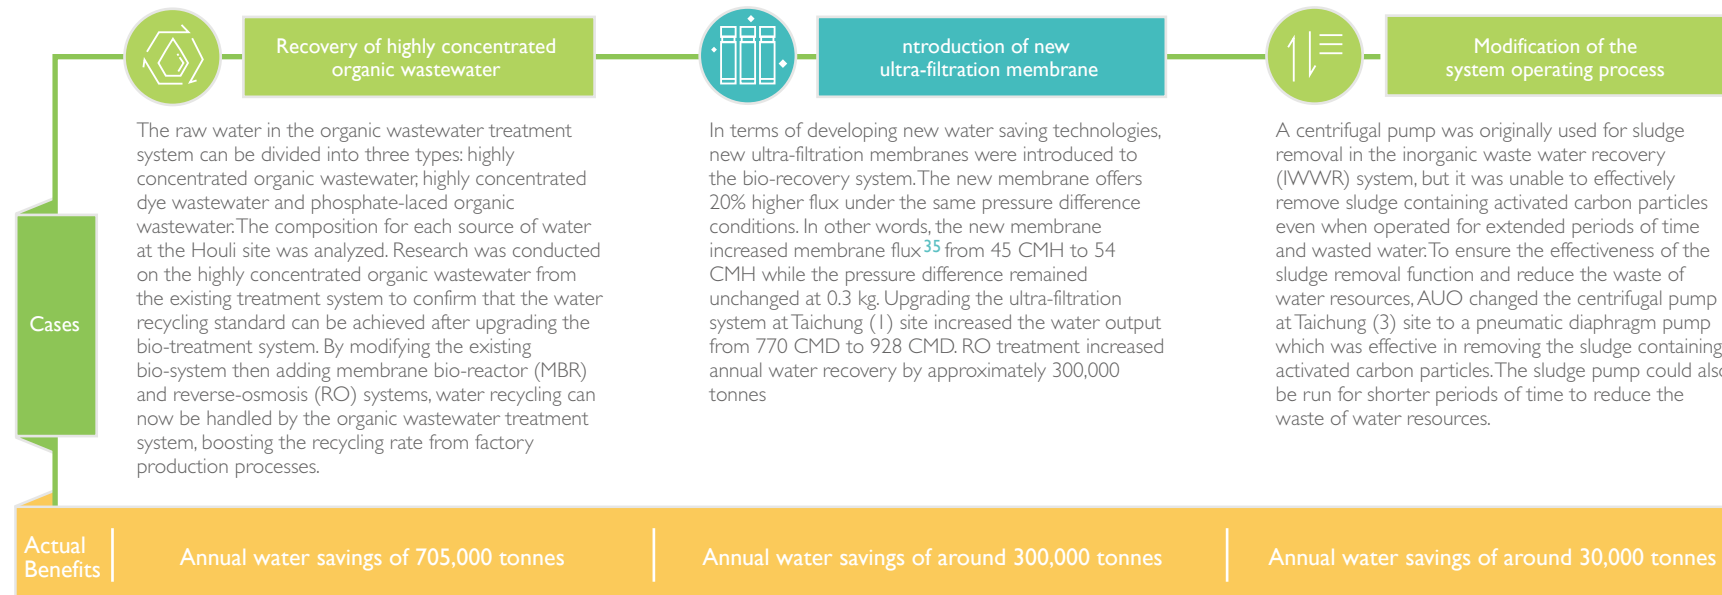 Recovery of highly concentrated
organic wastewater
The raw water in the organic wastewater treatment
system can be divided into three types: highly
concentrated organic wastewater, highly concentrated
dye wastewater and phosphate-laced organic
wastewater. The composition for each source of water
at the Houli site was analyzed. Research was conducted
on the highly concentrated organic wastewater from
the existing treatment system to confirm that the water
recycling standard can be achieved after upgrading the
bio-treatment system. By modifying the existing
bio-system then adding membrane bio-reactor (MBR)
and reverse-osmosis (RO) systems, water recycling can
now be handled by the organic wastewater treatment
system, boosting the recycling rate from factory
production processes.
ntroduction of new
ultra-filtration membrane
In terms of developing new water saving technologies,
new ultra-filtration membranes were introduced to
the bio-recovery system. The new membrane offers
20% higher flux under the same pressure difference
conditions. In other words, the new membrane
increased membrane flux 35 from 45 CMH to 54
CMH while the pressure difference remained
unchanged at 0.3 kg. Upgrading the ultra-filtration
system at Taichung (1) site increased the water output
from 770 CMD to 928 CMD. RO treatment increased
annual water recovery by approximately 300,000
tonnes
Modification of the
system operating process
A centrifugal pump was originally used for sludge
removal in the inorganic waste water recovery
(IWWR) system, but it was unable to effectively
remove sludge containing activated carbon particles
even when operated for extended periods of time
and wasted water. To ensure the effectiveness of the
sludge removal function and reduce the waste of
water resources, AUO changed the centrifugal pump
at Taichung (3) site to a pneumatic diaphragm pump
which was effective in removing the sludge containing
activated carbon particles. The sludge pump could also
be run for shorter periods of time to reduce the
waste of water resources.
Cases
Actual
Benefits
Annual water savings of 705,000 tonnes
Annual water savings of around 300,000 tonnes
Annual water savings of around 30,000 tonnes